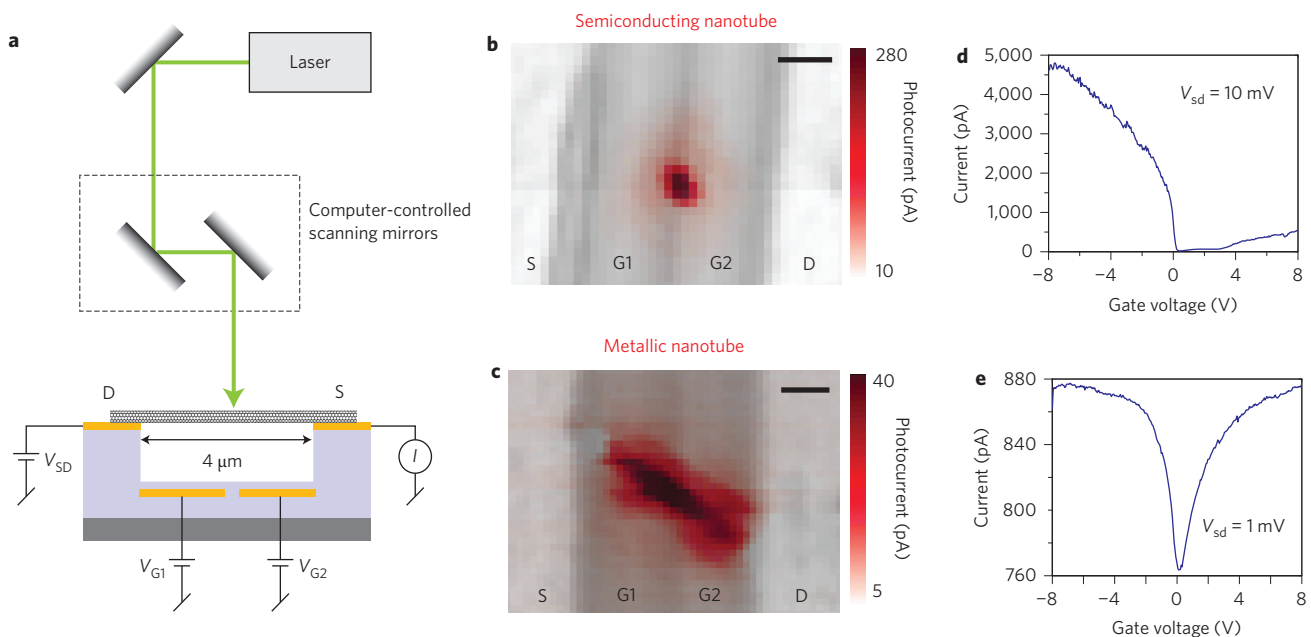 a
Laser
Computer-controlled
scanning mirrors
D
S
4 μm
V_SD
I
V_G1
V_G2
Semiconducting nanotube
b
280
Photocurrent (pA)
10
S
G1
G2
D
Metallic nanotube
c
40
Photocurrent (pA)
5
S
G1
G2
D
d
5,000
4,000
3,000
2,000
1,000
0
Current (pA)
V_sd = 10 mV
−8
−4
0
4
8
Gate voltage (V)
e
880
840
800
760
Current (pA)
V_sd = 1 mV
−8
−4
0
4
8
Gate voltage (V)